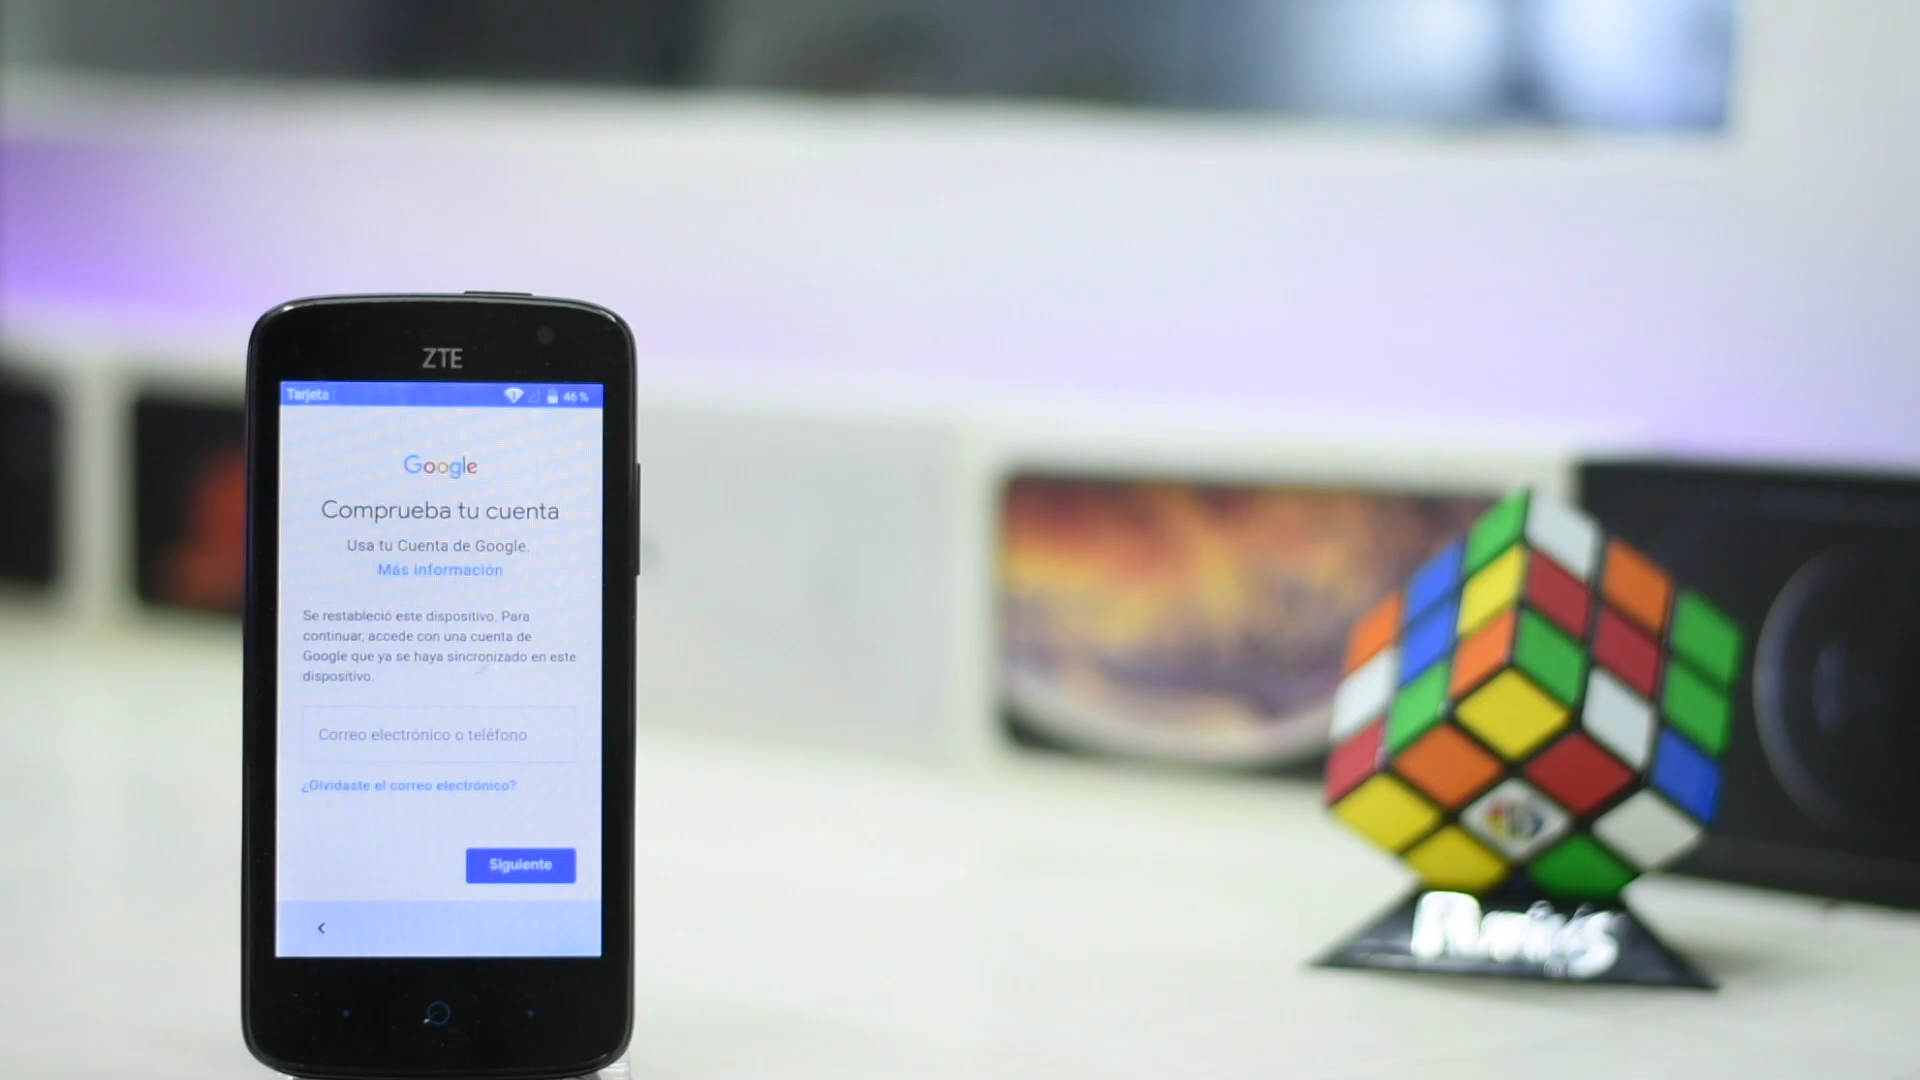 ZTE
Tarjeta
46 %
Google
Comprueba tu cuenta
Usa tu Cuenta de Google.
Más información
Se restableció este dispositivo. Para
continuar, accede con una cuenta de
Google que ya se haya sincronizado en este
dispositivo.
Correo electrónico o teléfono
¿Olvidaste el correo electrónico?
Siguiente
Rubik's